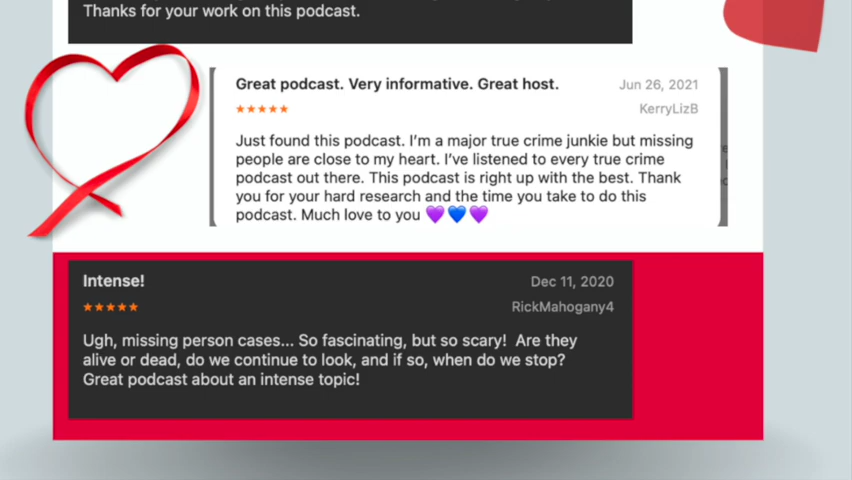 Thanks for your work on this podcast.
Great podcast. Very informative. Great host.
Jun 26, 2021
★★★★★
KerryLizB
Just found this podcast. I'm a major true crime junkie but missing
people are close to my heart. I've listened to every true crime
podcast out there. This podcast is right up with the best. Thank
you for your hard research and the time you take to do this
podcast. Much love to you 💜💙💜
Intense!
Dec 11, 2020
★★★★★
RickMahogany4
Ugh, missing person cases... So fascinating, but so scary!  Are they
alive or dead, do we continue to look, and if so, when do we stop?
Great podcast about an intense topic!